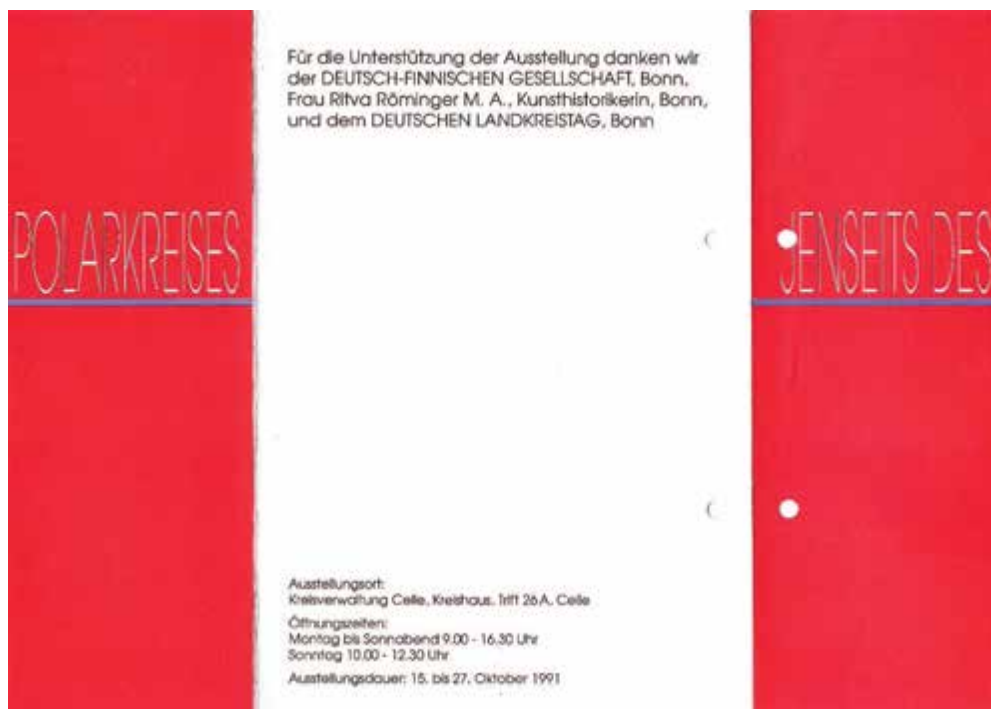 POLARKREISES
Für die Unterstützung der Ausstellung danken wir
der DEUTSCH-FINNISCHEN GESELLSCHAFT, Bonn,
Frau Ritva Röminger M. A., Kunsthistorikerin, Bonn,
und dem DEUTSCHEN LANDKREISTAG, Bonn
Ausstellungsort:
Kreisverwaltung Celle, Kreishaus, Trift 26A, Celle
Öffnungszeiten:
Montag bis Sonnabend 9.00 - 16.30 Uhr
Sonntag 10.00 - 12.30 Uhr
Ausstellungsdauer: 15. bis 27. Oktober 1991
JENSEITS DES